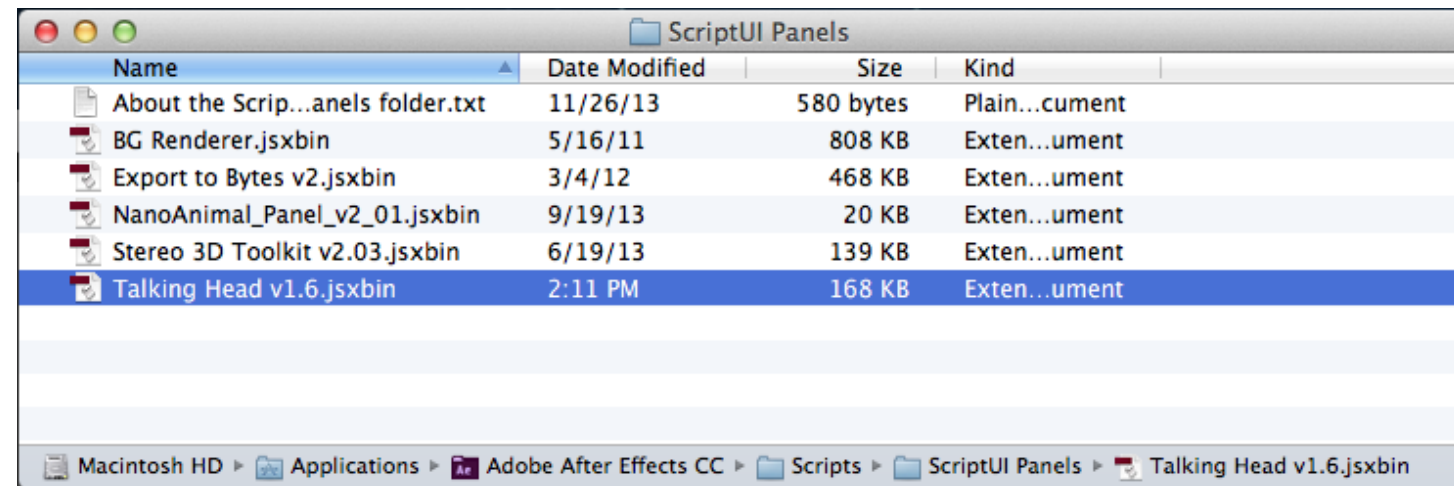 ScriptUI Panels
Name Date Modified Size Kind
About the Scrip...anels folder.txt 11/26/13 580 bytes Plain...cument
BG Renderer.jsxbin 5/16/11 808 KB Exten...ument
Export to Bytes v2.jsxbin 3/4/12 468 KB Exten...ument
NanoAnimal_Panel_v2_01.jsxbin 9/19/13 20 KB Exten...ument
Stereo 3D Toolkit v2.03.jsxbin 6/19/13 139 KB Exten...ument
Talking Head v1.6.jsxbin 2:11 PM 168 KB Exten...ument
Macintosh HD ▸ Applications ▸ Ae Adobe After Effects CC ▸ Scripts ▸ ScriptUI Panels ▸ Talking Head v1.6.jsxbin